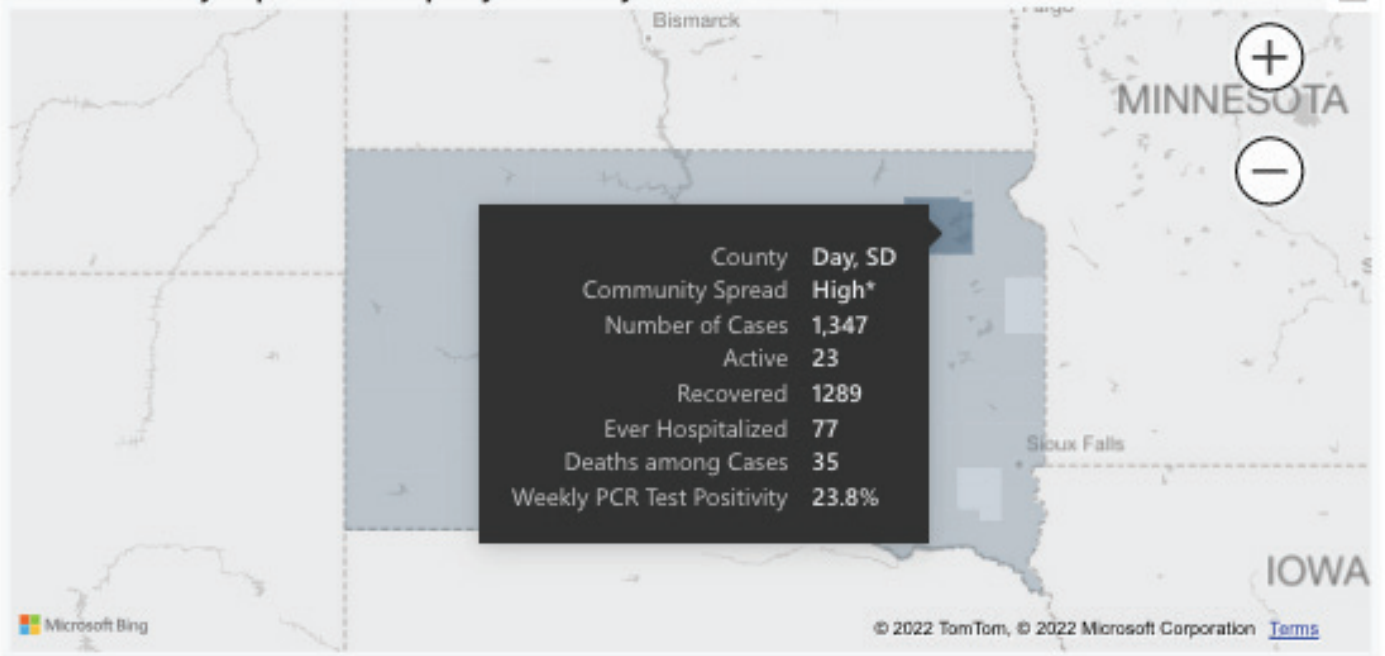 Bismarck
MINNESOTA
County Day, SD
Community Spread High*
Number of Cases 1,347
Active 23
Recovered 1289
Ever Hospitalized 77
Deaths among Cases 35
Weekly PCR Test Positivity 23.8%
Sioux Falls
IOWA
Microsoft Bing
© 2022 TomTom, © 2022 Microsoft Corporation Terms